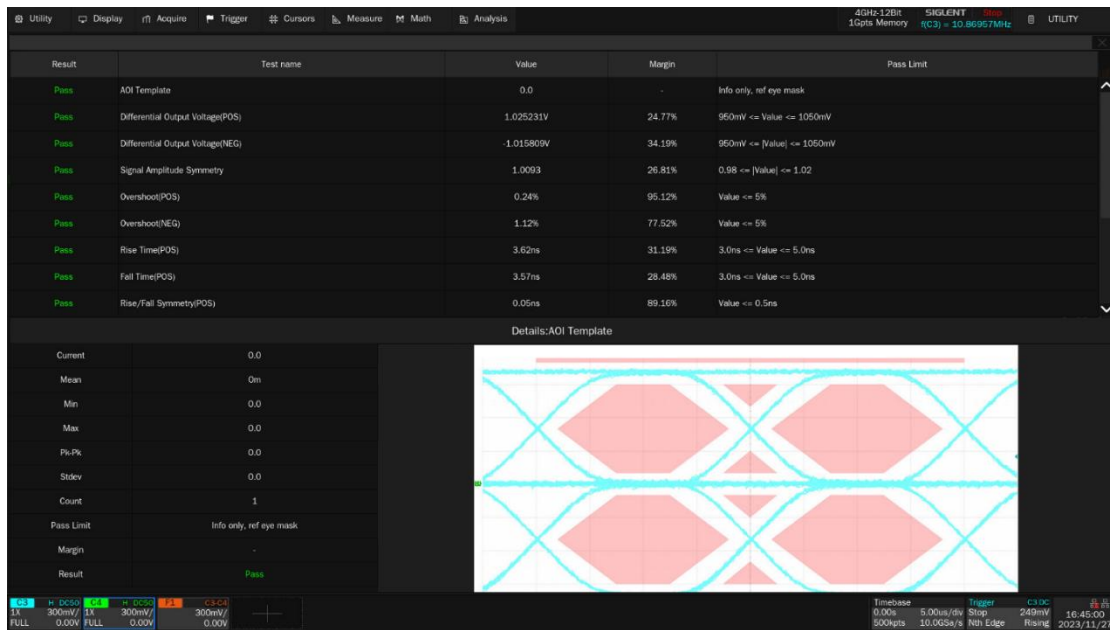 Utility Display Acquire Trigger Cursors Measure Math Analysis 4GHz-12Bit SIGLENT Stop UTILITY
1Gpts Memory f(C3) = 10.86957MHz
Result Test name Value Margin Pass Limit
Pass AOI Template 0.0 - Info only, ref eye mask
Pass Differential Output Voltage(POS) 1.025231V 24.77% 950mV <= Value <= 1050mV
Pass Differential Output Voltage(NEG) -1.015809V 34.19% 950mV <= |Value| <= 1050mV
Pass Signal Amplitude Symmetry 1.0093 26.81% 0.98 <= |Value| <= 1.02
Pass Overshoot(POS) 0.24% 95.12% Value <= 5%
Pass Overshoot(NEG) 1.12% 77.52% Value <= 5%
Pass Rise Time(POS) 3.62ns 31.19% 3.0ns <= Value <= 5.0ns
Pass Fall Time(POS) 3.57ns 28.48% 3.0ns <= Value <= 5.0ns
Pass Rise/Fall Symmetry(POS) 0.05ns 89.16% Value <= 0.5ns
Details:AOI Template
Current 0.0
Mean 0m
Min 0.0
Max 0.0
Pk-Pk 0.0
Stdev 0.0
Count 1
Pass Limit Info only, ref eye mask
Margin -
Result Pass
C3 H DC50 C4 H DC50 F1 C3-C4 Timebase Trigger C3 DC
1X 300mV/ 1X 300mV/ 300mV/ 0.00s 5.00us/div Stop 249mV 16:45:00
FULL 0.00V FULL 0.00V 0.00V 500kpts 10.0GSa/s Nth Edge Rising 2023/11/27